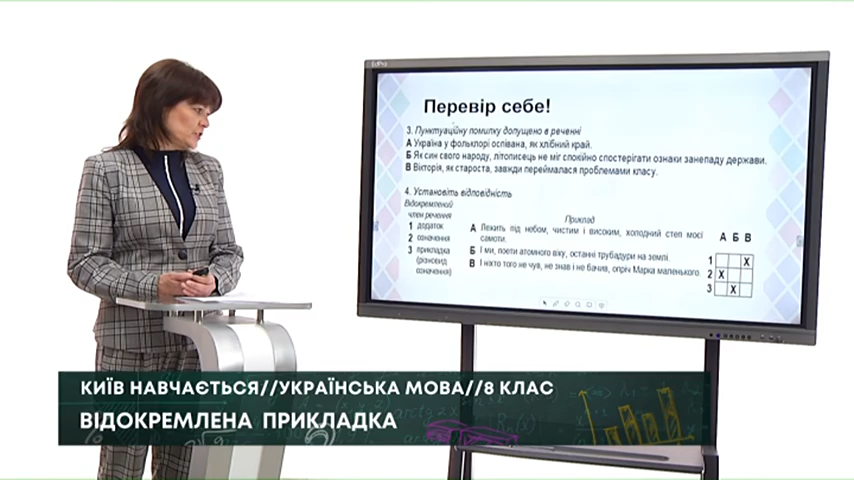 EdPro
Перевір себе!
3. Пунктуаційну помилку допущено в реченні
А Україна у фольклорі оспівана, як хлібний край.
Б Як син свого народу, літописець не міг спокійно спостерігати ознаки занепаду держави.
В Вікторія, як староста, завжди переймалася проблемами класу.
4. Установіть відповідність
Відокремлений
член речення
Приклад
1 додаток
2 означення
3 прикладка
(різновид
означення)
А Лежить під небом, чистим і високим, холодний степ моєї
самоти.
Б І ми, поети атомного віку, останні трубадури на землі.
В І ніхто того не чув, не знав і не бачив, опріч Марка маленького.
А Б В
1 X
2 X
3 X
КИЇВ НАВЧАЄТЬСЯ//УКРАЇНСЬКА МОВА//8 КЛАС
ВІДОКРЕМЛЕНА ПРИКЛАДКА